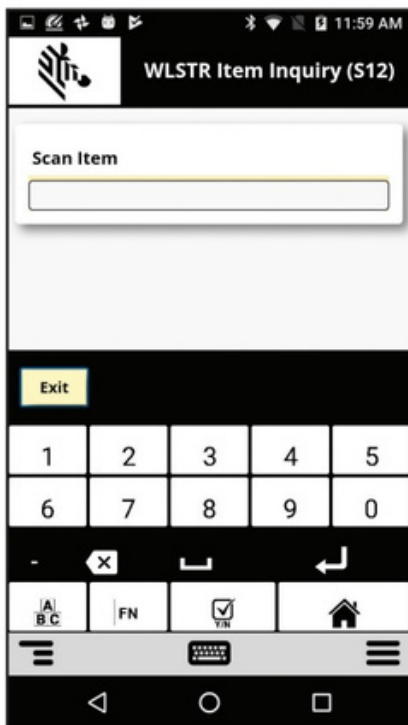 11:59 AM
WLSTR Item Inquiry (S12)
Scan Item
Exit
1 2 3 4 5
6 7 8 9 0
-
A
B C FN Y/N